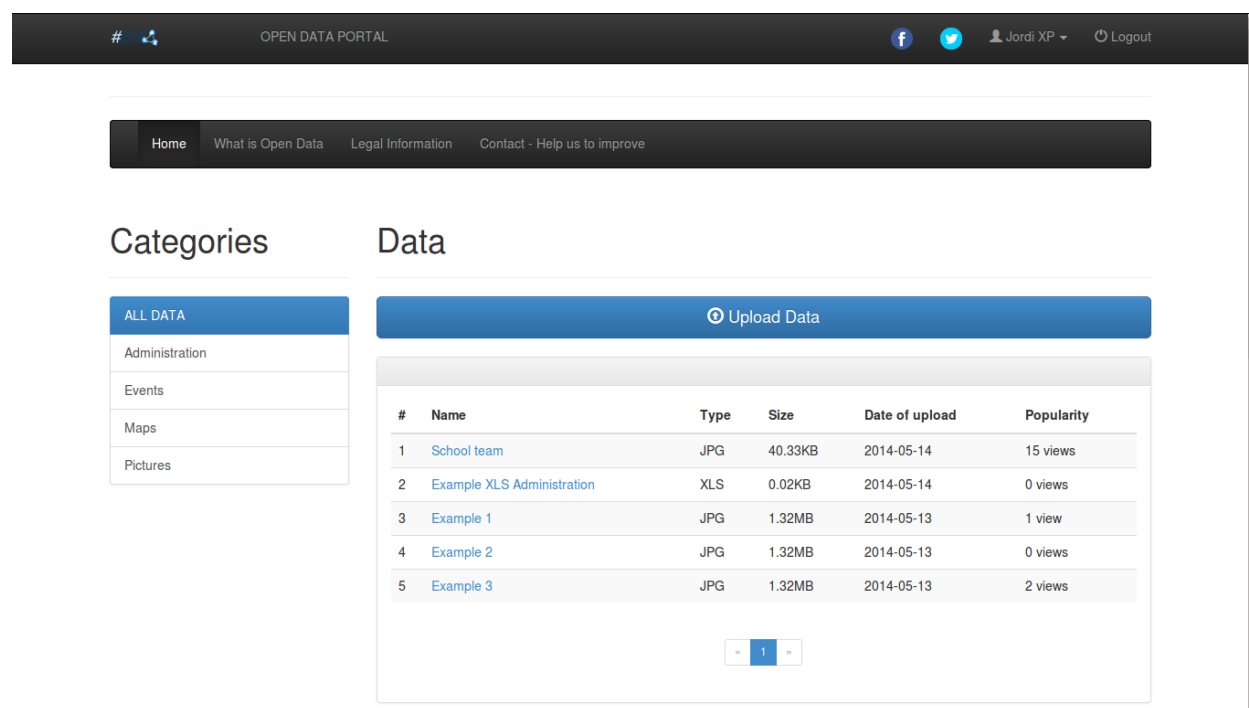 #
OPEN DATA PORTAL
Jordi XP
Logout
Home What is Open Data Legal Information Contact - Help us to improve
Categories
Data
ALL DATA
Administration
Events
Maps
Pictures
Upload Data
# Name Type Size Date of upload Popularity
1 School team JPG 40.33KB 2014-05-14 15 views
2 Example XLS Administration XLS 0.02KB 2014-05-14 0 views
3 Example 1 JPG 1.32MB 2014-05-13 1 view
4 Example 2 JPG 1.32MB 2014-05-13 0 views
5 Example 3 JPG 1.32MB 2014-05-13 2 views
« 1 »